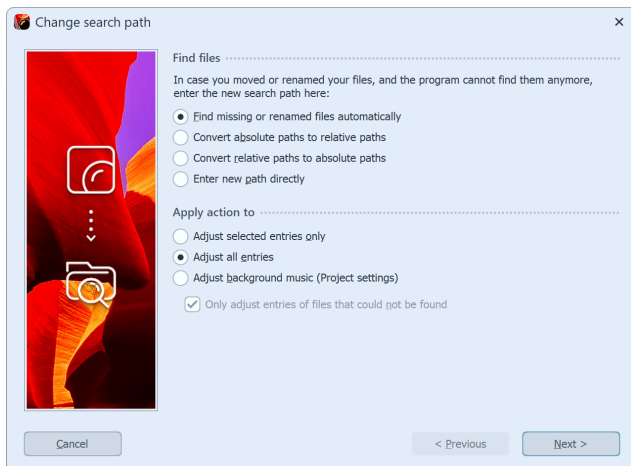 Change search path
Find files
In case you moved or renamed your files, and the program cannot find them anymore,
enter the new search path here:
Find missing or renamed files automatically
Convert absolute paths to relative paths
Convert relative paths to absolute paths
Enter new path directly
Apply action to
Adjust selected entries only
Adjust all entries
Adjust background music (Project settings)
Only adjust entries of files that could not be found
Cancel
< Previous
Next >